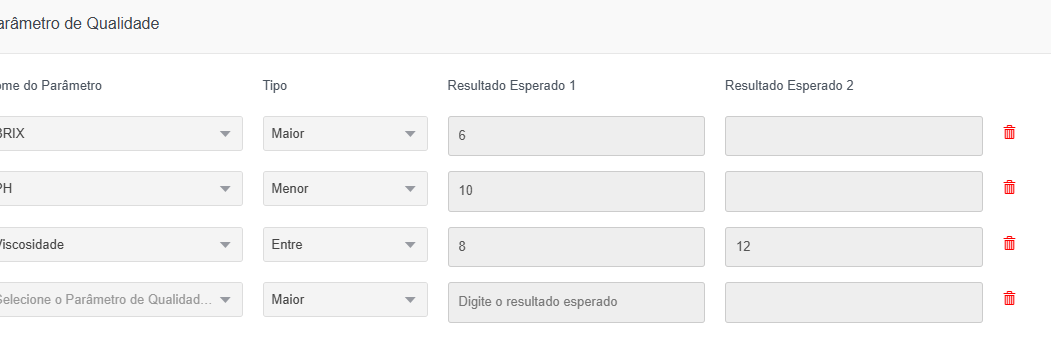 arâmetro de Qualidade
ome do Parâmetro Tipo Resultado Esperado 1 Resultado Esperado 2
BRIX Maior 6
PH Menor 10
Viscosidade Entre 8 12
Selecione o Parâmetro de Qualidad... Maior Digite o resultado esperado